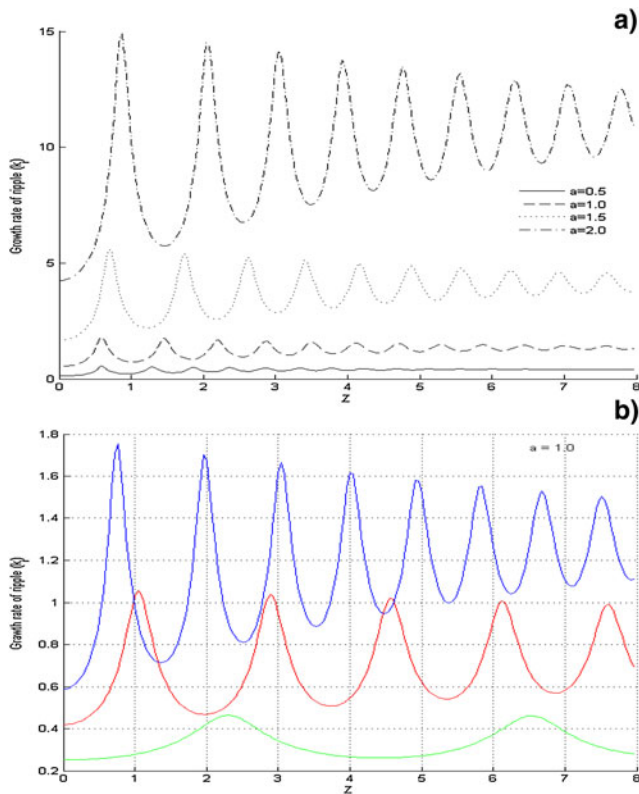 a)
15
10
5
0
Growth rate of ripple (k)
a=0.5
a=1.0
a=1.5
a=2.0
0 1 2 3 4 5 6 7 8
z
b)
1.8
1.6
1.4
1.2
1
0.8
0.6
0.4
0.2
Growth rate of ripple (k)
a = 1.0
0 1 2 3 4 5 6 7 8
z